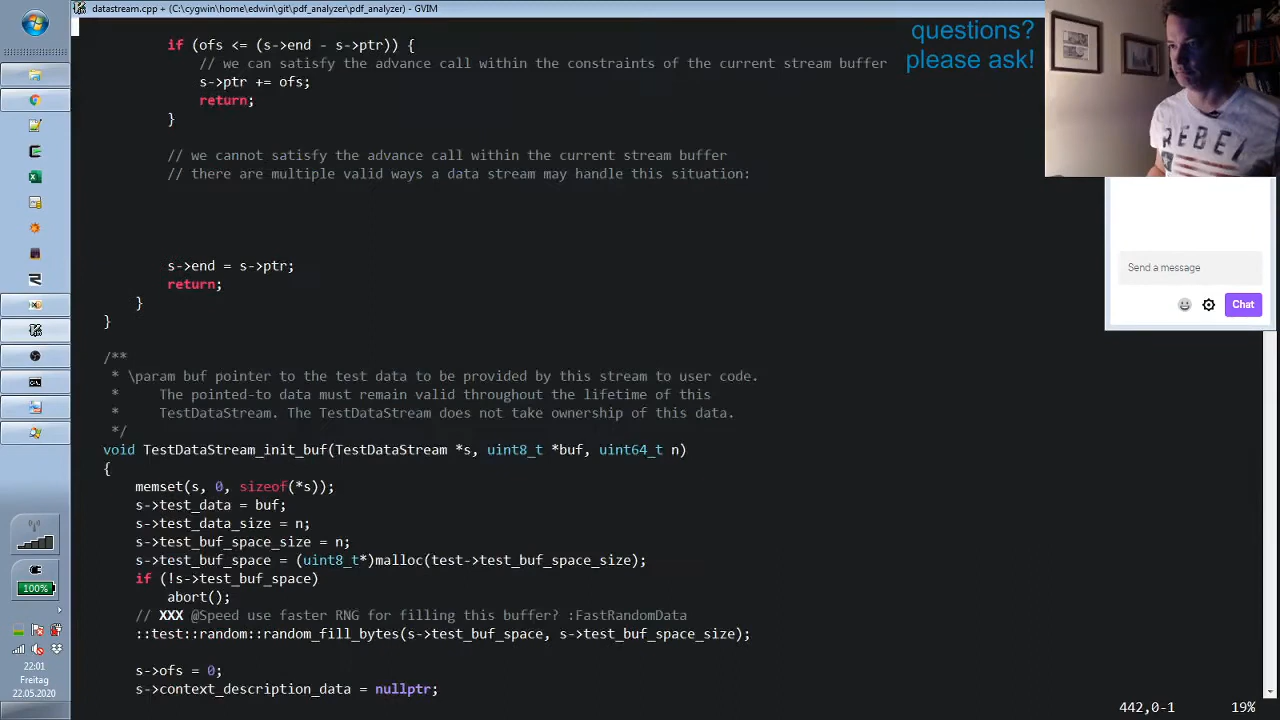 datastream.cpp + (C:\cygwin\home\edwin\git\pdf_analyzer\pdf_analyzer) - GVIM
questions?
please ask!
if (ofs <= (s->end - s->ptr)) {
// we can satisfy the advance call within the constraints of the current stream buffer
s->ptr += ofs;
return;
}
// we cannot satisfy the advance call within the current stream buffer
// there are multiple valid ways a data stream may handle this situation:
s->end = s->ptr;
return;
}
}
/**
* \param buf pointer to the test data to be provided by this stream to user code.
* The pointed-to data must remain valid throughout the lifetime of this
* TestDataStream. The TestDataStream does not take ownership of this data.
*/
void TestDataStream_init_buf(TestDataStream *s, uint8_t *buf, uint64_t n)
{
memset(s, 0, sizeof(*s));
s->test_data = buf;
s->test_data_size = n;
s->test_buf_space_size = n;
s->test_buf_space = (uint8_t*)malloc(test->test_buf_space_size);
if (!s->test_buf_space)
abort();
// XXX @Speed use faster RNG for filling this buffer? :FastRandomData
::test::random::random_fill_bytes(s->test_buf_space, s->test_buf_space_size);
s->ofs = 0;
s->context_description_data = nullptr;
442,0-1 19%
REBEL
Send a message
Chat
100%
22:01
Freitag
22.05.2020